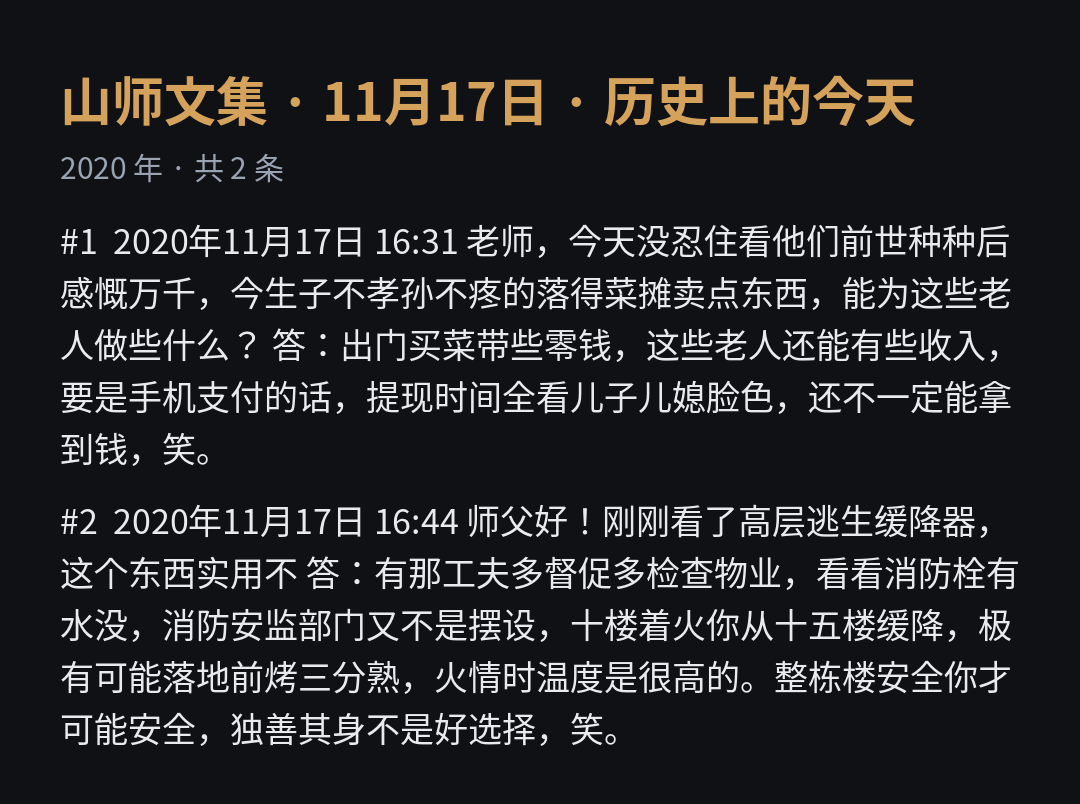 山师文集 · 11月17日 · 历史上的今天
2020 年 · 共 2 条
#1 2020年11月17日 16:31 老师，今天没忍住看他们前世种种后
感慨万千，今生子不孝孙不疼的落得菜摊卖点东西，能为这些老
人做些什么？ 答：出门买菜带些零钱，这些老人还能有些收入，
要是手机支付的话，提现时间全看儿子儿媳脸色，还不一定能拿
到钱，笑。
#2 2020年11月17日 16:44 师父好！刚刚看了高层逃生缓降器，
这个东西实用不 答：有那工夫多督促多检查物业，看看消防栓有
水没，消防安监部门又不是摆设，十楼着火你从十五楼缓降，极
有可能落地前烤三分熟，火情时温度是很高的。整栋楼安全你才
可能安全，独善其身不是好选择，笑。